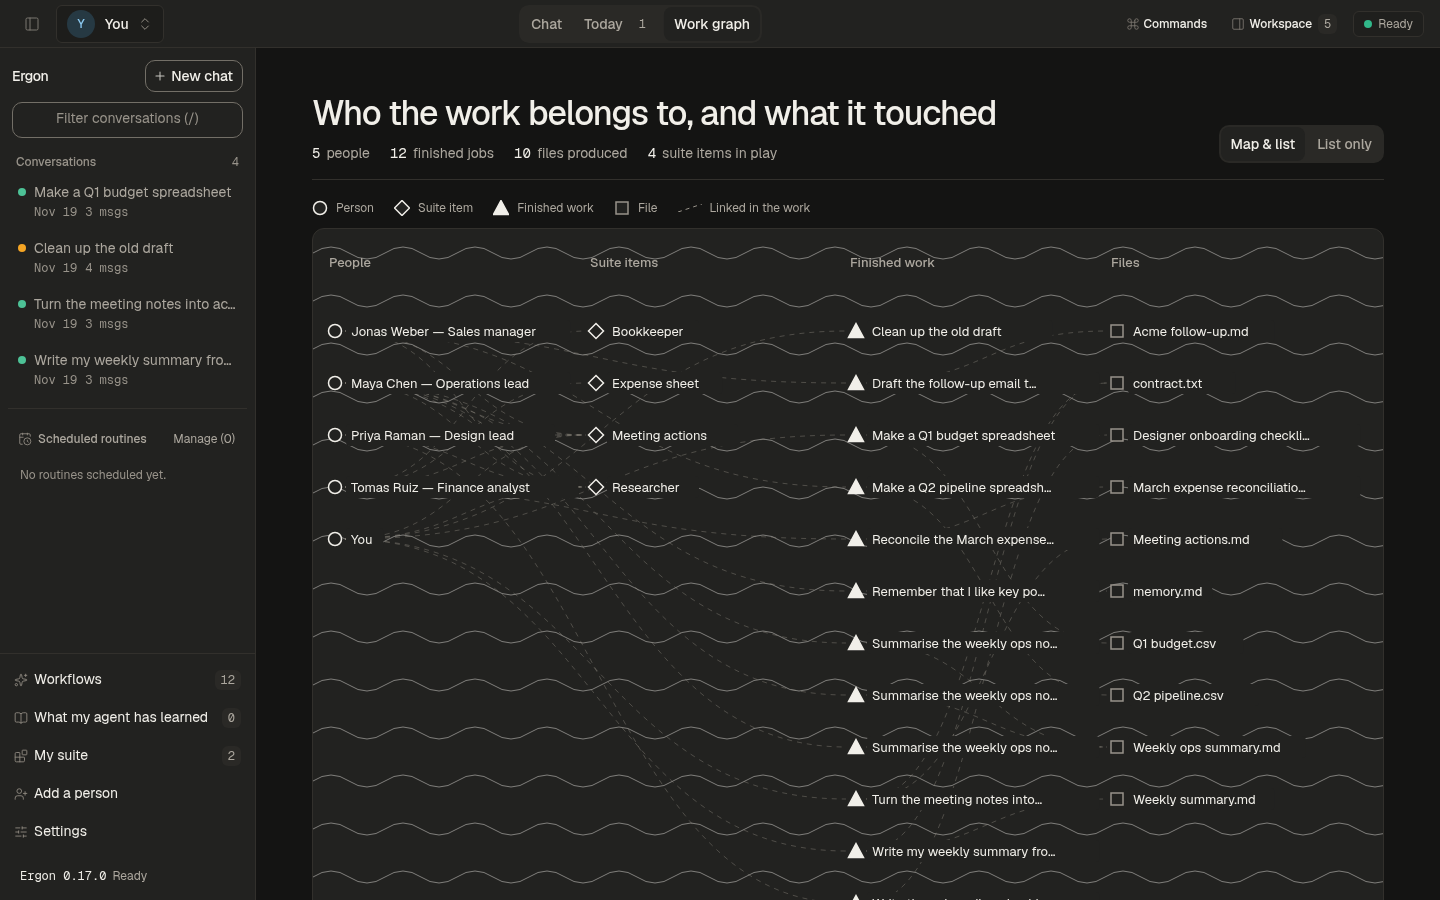 Y You
Chat Today 1 Work graph
Commands Workspace 5 Ready
Ergon
New chat
Filter conversations (/)
Conversations 4
Make a Q1 budget spreadsheet
Nov 19 3 msgs
Clean up the old draft
Nov 19 4 msgs
Turn the meeting notes into ac…
Nov 19 3 msgs
Write my weekly summary fro…
Nov 19 3 msgs
Scheduled routines Manage (0)
No routines scheduled yet.
Workflows 12
What my agent has learned 0
My suite 2
Add a person
Settings
Ergon 0.17.0 Ready
Who the work belongs to, and what it touched
5 people 12 finished jobs 10 files produced 4 suite items in play
Map & list List only
Person Suite item Finished work File Linked in the work
People Suite items Finished work Files
Jonas Weber — Sales manager Bookkeeper Clean up the old draft Acme follow-up.md
Maya Chen — Operations lead Expense sheet Draft the follow-up email t… contract.txt
Priya Raman — Design lead Meeting actions Make a Q1 budget spreadsheet Designer onboarding checkli…
Tomas Ruiz — Finance analyst Researcher Make a Q2 pipeline spreadsh… March expense reconciliatio…
You Reconcile the March expense… Meeting actions.md
Remember that I like key po… memory.md
Summarise the weekly ops no… Q1 budget.csv
Summarise the weekly ops no… Q2 pipeline.csv
Summarise the weekly ops no… Weekly ops summary.md
Turn the meeting notes into… Weekly summary.md
Write my weekly summary fro…